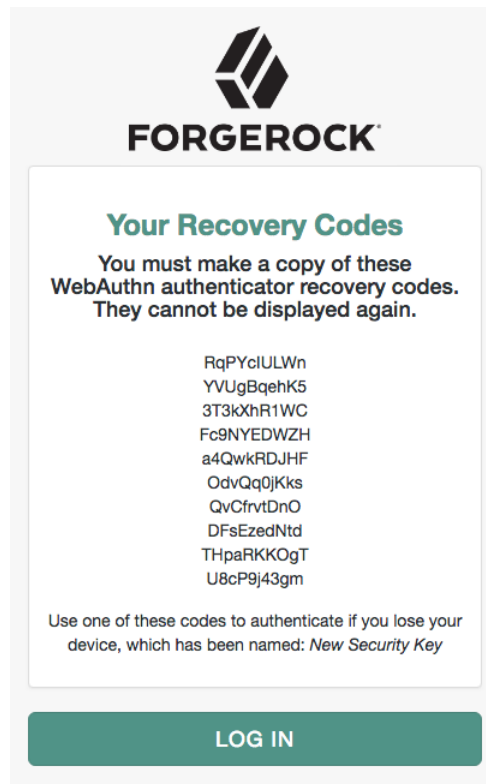 FORGEROCK
Your Recovery Codes
You must make a copy of these
WebAuthn authenticator recovery codes.
They cannot be displayed again.
RqPYcIULWn
YVUgBqehK5
3T3kXhR1WC
Fc9NYEDWZH
a4QwkRDJHF
OdvQq0jKks
QvCfrvtDnO
DFsEzedNtd
THpaRKKOgT
U8cP9j43gm
Use one of these codes to authenticate if you lose your
device, which has been named: New Security Key
LOG IN